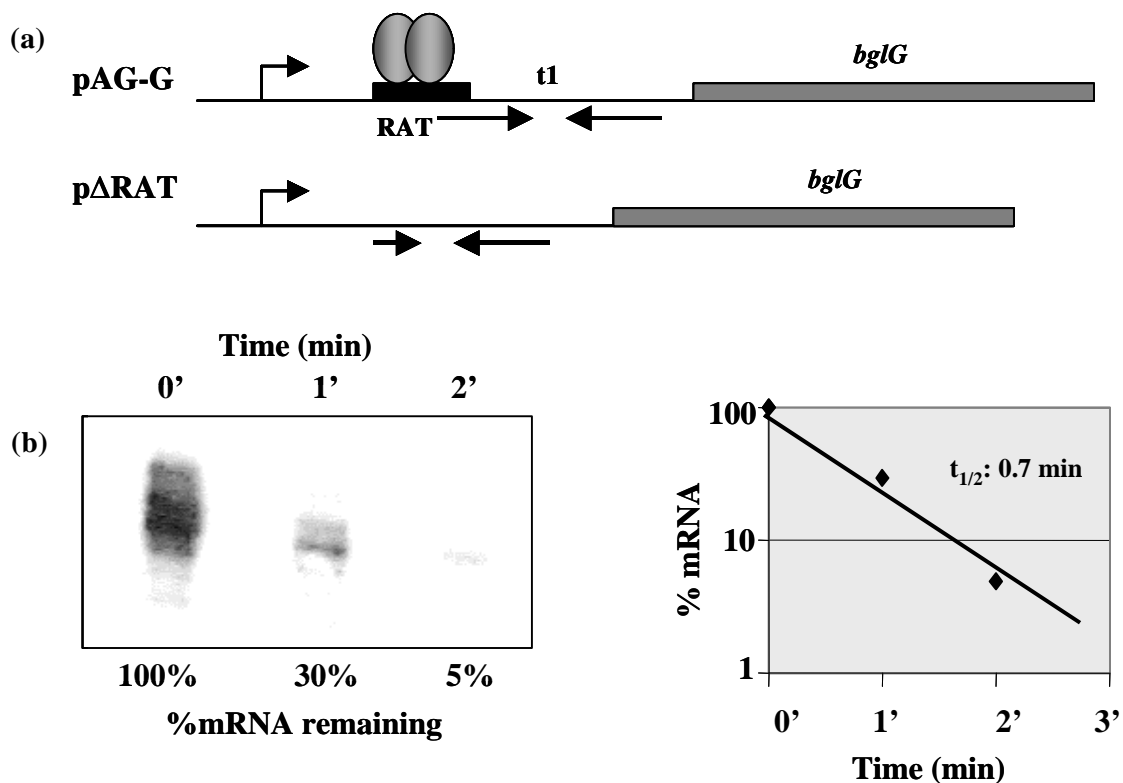 (a)
pAG-G
t1
bglG
RAT
pΔRAT
bglG
Time (min)
0’ 1’ 2’
(b)
100% 30% 5%
%mRNA remaining
100
10
1
% mRNA
t1/2: 0.7 min
0’ 1’ 2’ 3’
Time (min)